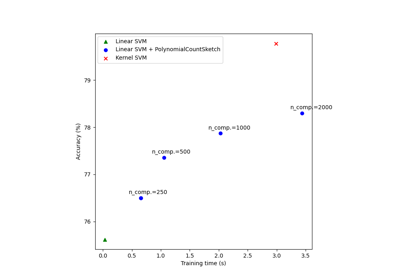 Linear SVM
Linear SVM + PolynomialCountSketch
Kernel SVM
n_comp.=2000
n_comp.=1000
n_comp.=500
n_comp.=250
79
78
77
76
Accuracy (%)
0.0 0.5 1.0 1.5 2.0 2.5 3.0 3.5
Training time (s)